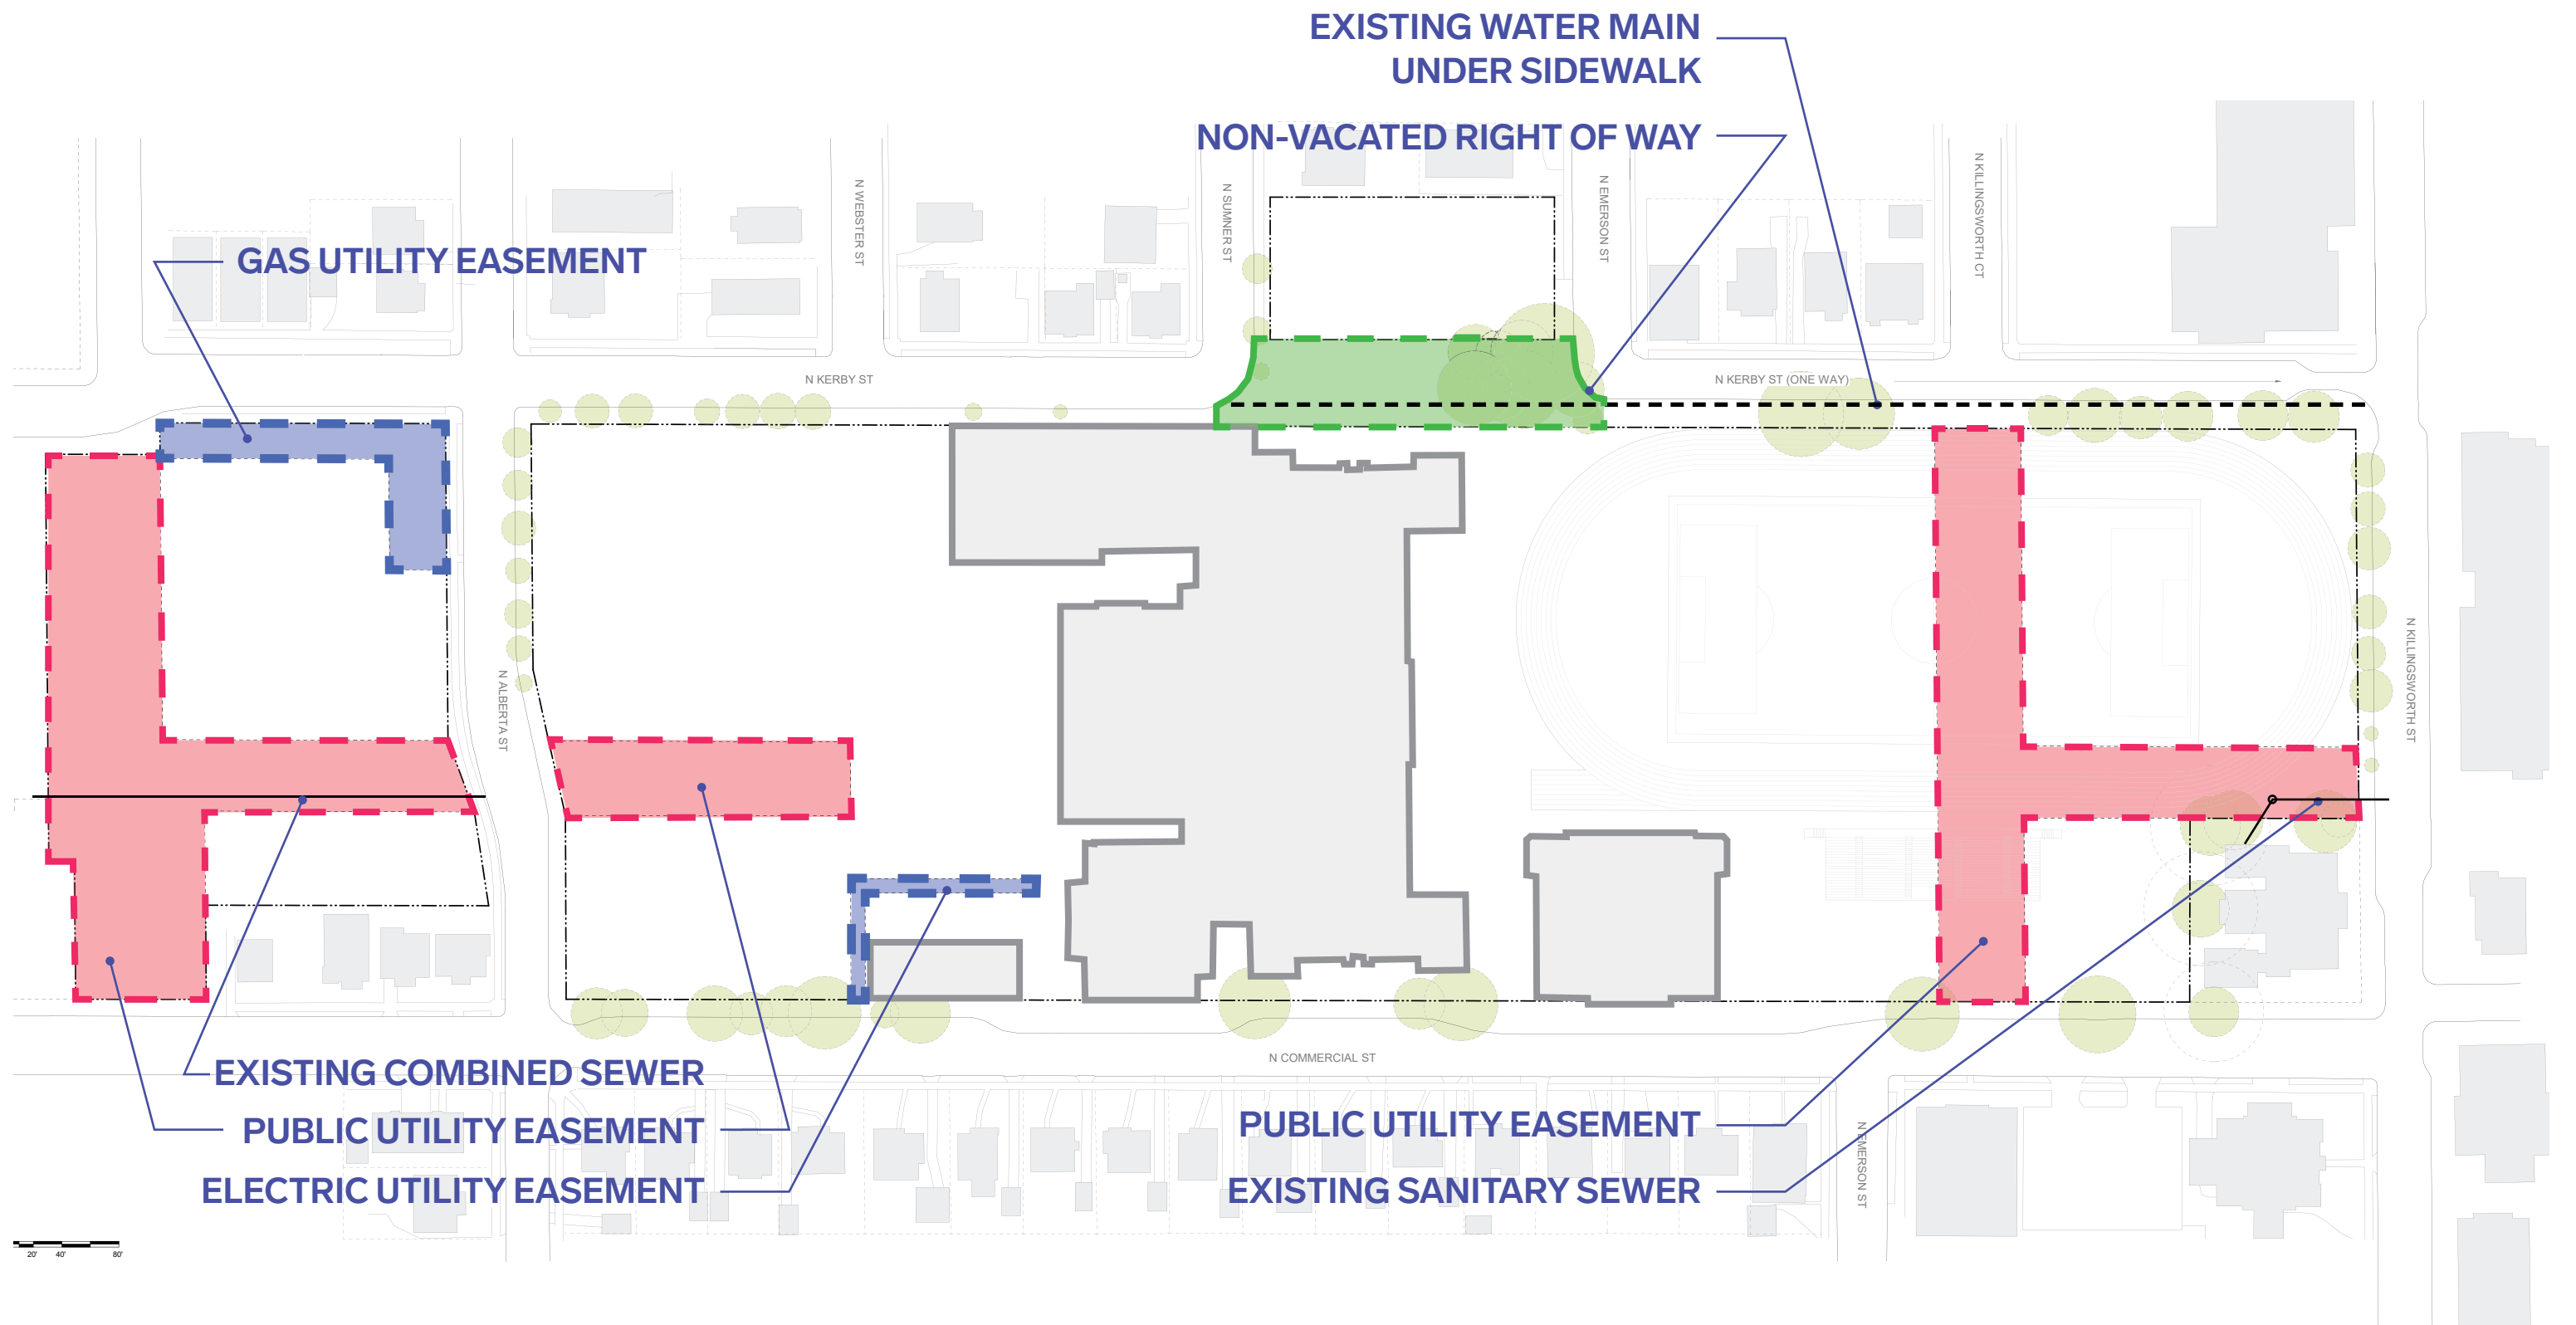 EXISTING WATER MAIN
UNDER SIDEWALK
NON-VACATED RIGHT OF WAY
N WEBSTER ST
N SUMNER ST
N EMERSON ST
N KILLINGSWORTH CT
GAS UTILITY EASEMENT
N KERBY ST
N KERBY ST (ONE WAY)
N ALBERTA ST
N KILLINGSWORTH ST
N COMMERCIAL ST
EXISTING COMBINED SEWER
PUBLIC UTILITY EASEMENT
ELECTRIC UTILITY EASEMENT
PUBLIC UTILITY EASEMENT
EXISTING SANITARY SEWER
N EMERSON ST
20' 40' 80'